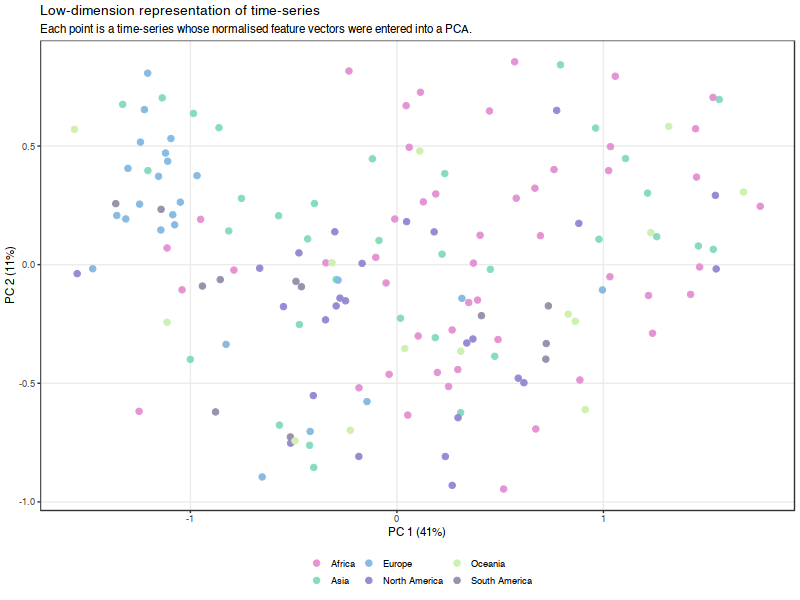 Low-dimension representation of time-series
Each point is a time-series whose normalised feature vectors were entered into a PCA.
0.5
0.0
-0.5
-1.0
PC 2 (11%)
-1
0
1
PC 1 (41%)
Africa
Europe
Oceania
Asia
North America
South America